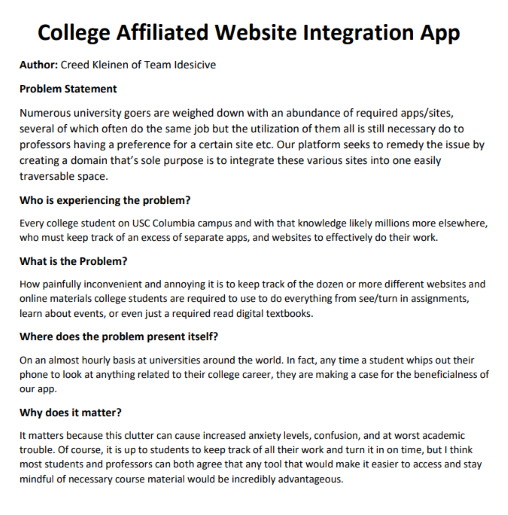 College Affiliated Website Integration App
Author: Creed Kleinen of Team Idesicive
Problem Statement
Numerous university goers are weighed down with an abundance of required apps/sites,
several of which often do the same job but the utilization of them all is still necessary do to
professors having a preference for a certain site etc. Our platform seeks to remedy the issue by
creating a domain that's sole purpose is to integrate these various sites into one easily
traversable space.
Who is experiencing the problem?
Every college student on USC Columbia campus and with that knowledge likely millions more elsewhere,
who must keep track of an excess of separate apps, and websites to effectively do their work.
What is the Problem?
How painfully inconvenient and annoying it is to keep track of the dozen or more different websites and
online materials college students are required to use to do everything from see/turn in assignments,
learn about events, or even just a required read digital textbooks.
Where does the problem present itself?
On an almost hourly basis at universities around the world. In fact, any time a student whips out their
phone to look at anything related to their college career, they are making a case for the beneficialness of
our app.
Why does it matter?
It matters because this clutter can cause increased anxiety levels, confusion, and at worst academic
trouble. Of course, it is up to students to keep track of all their work and turn it in on time, but I think
most students and professors can both agree that any tool that would make it easier to access and stay
mindful of necessary course material would be incredibly advantageous.